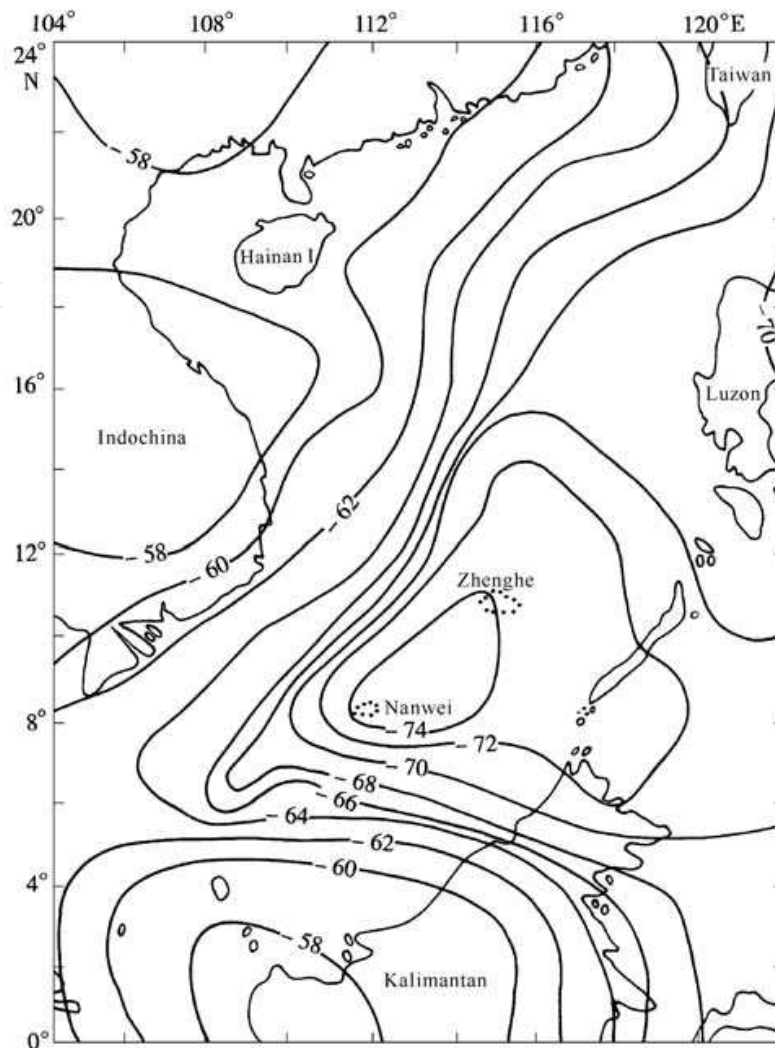 104° 108° 112° 116° 120°E
24°
N
Taiwan
- 58
20°
Hainan I
- 70
16°
Luzon
Indochina
- 62
12°
- 58
- 60
Zhenghe
Nanwei
8°
- 74
- 72
- 70
- 68
- 66
- 64
- 62
- 60
4°
- 58
Kalimantan
0°